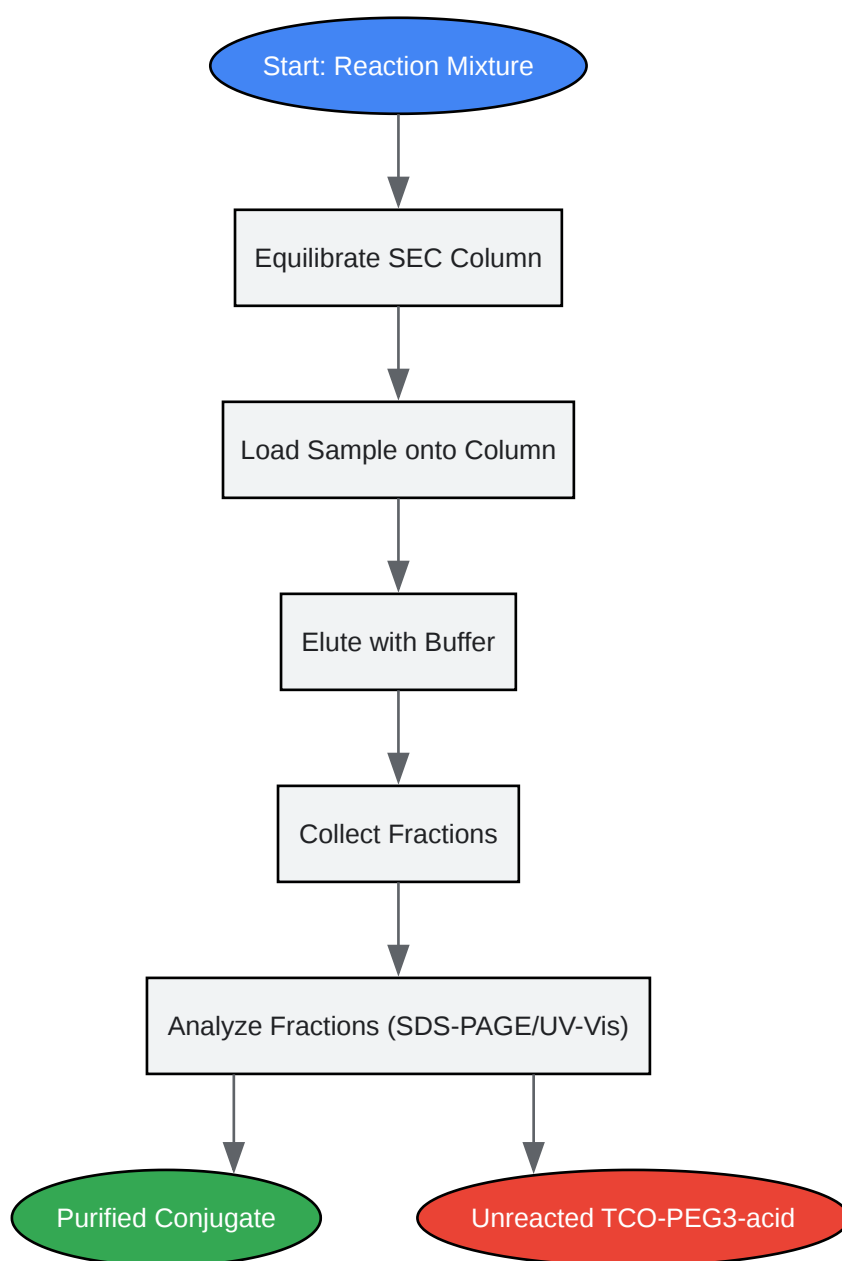 Start: Reaction Mixture
Equilibrate SEC Column
Load Sample onto Column
Elute with Buffer
Collect Fractions
Analyze Fractions (SDS-PAGE/UV-Vis)
Purified Conjugate
Unreacted TCO-PEG3-acid